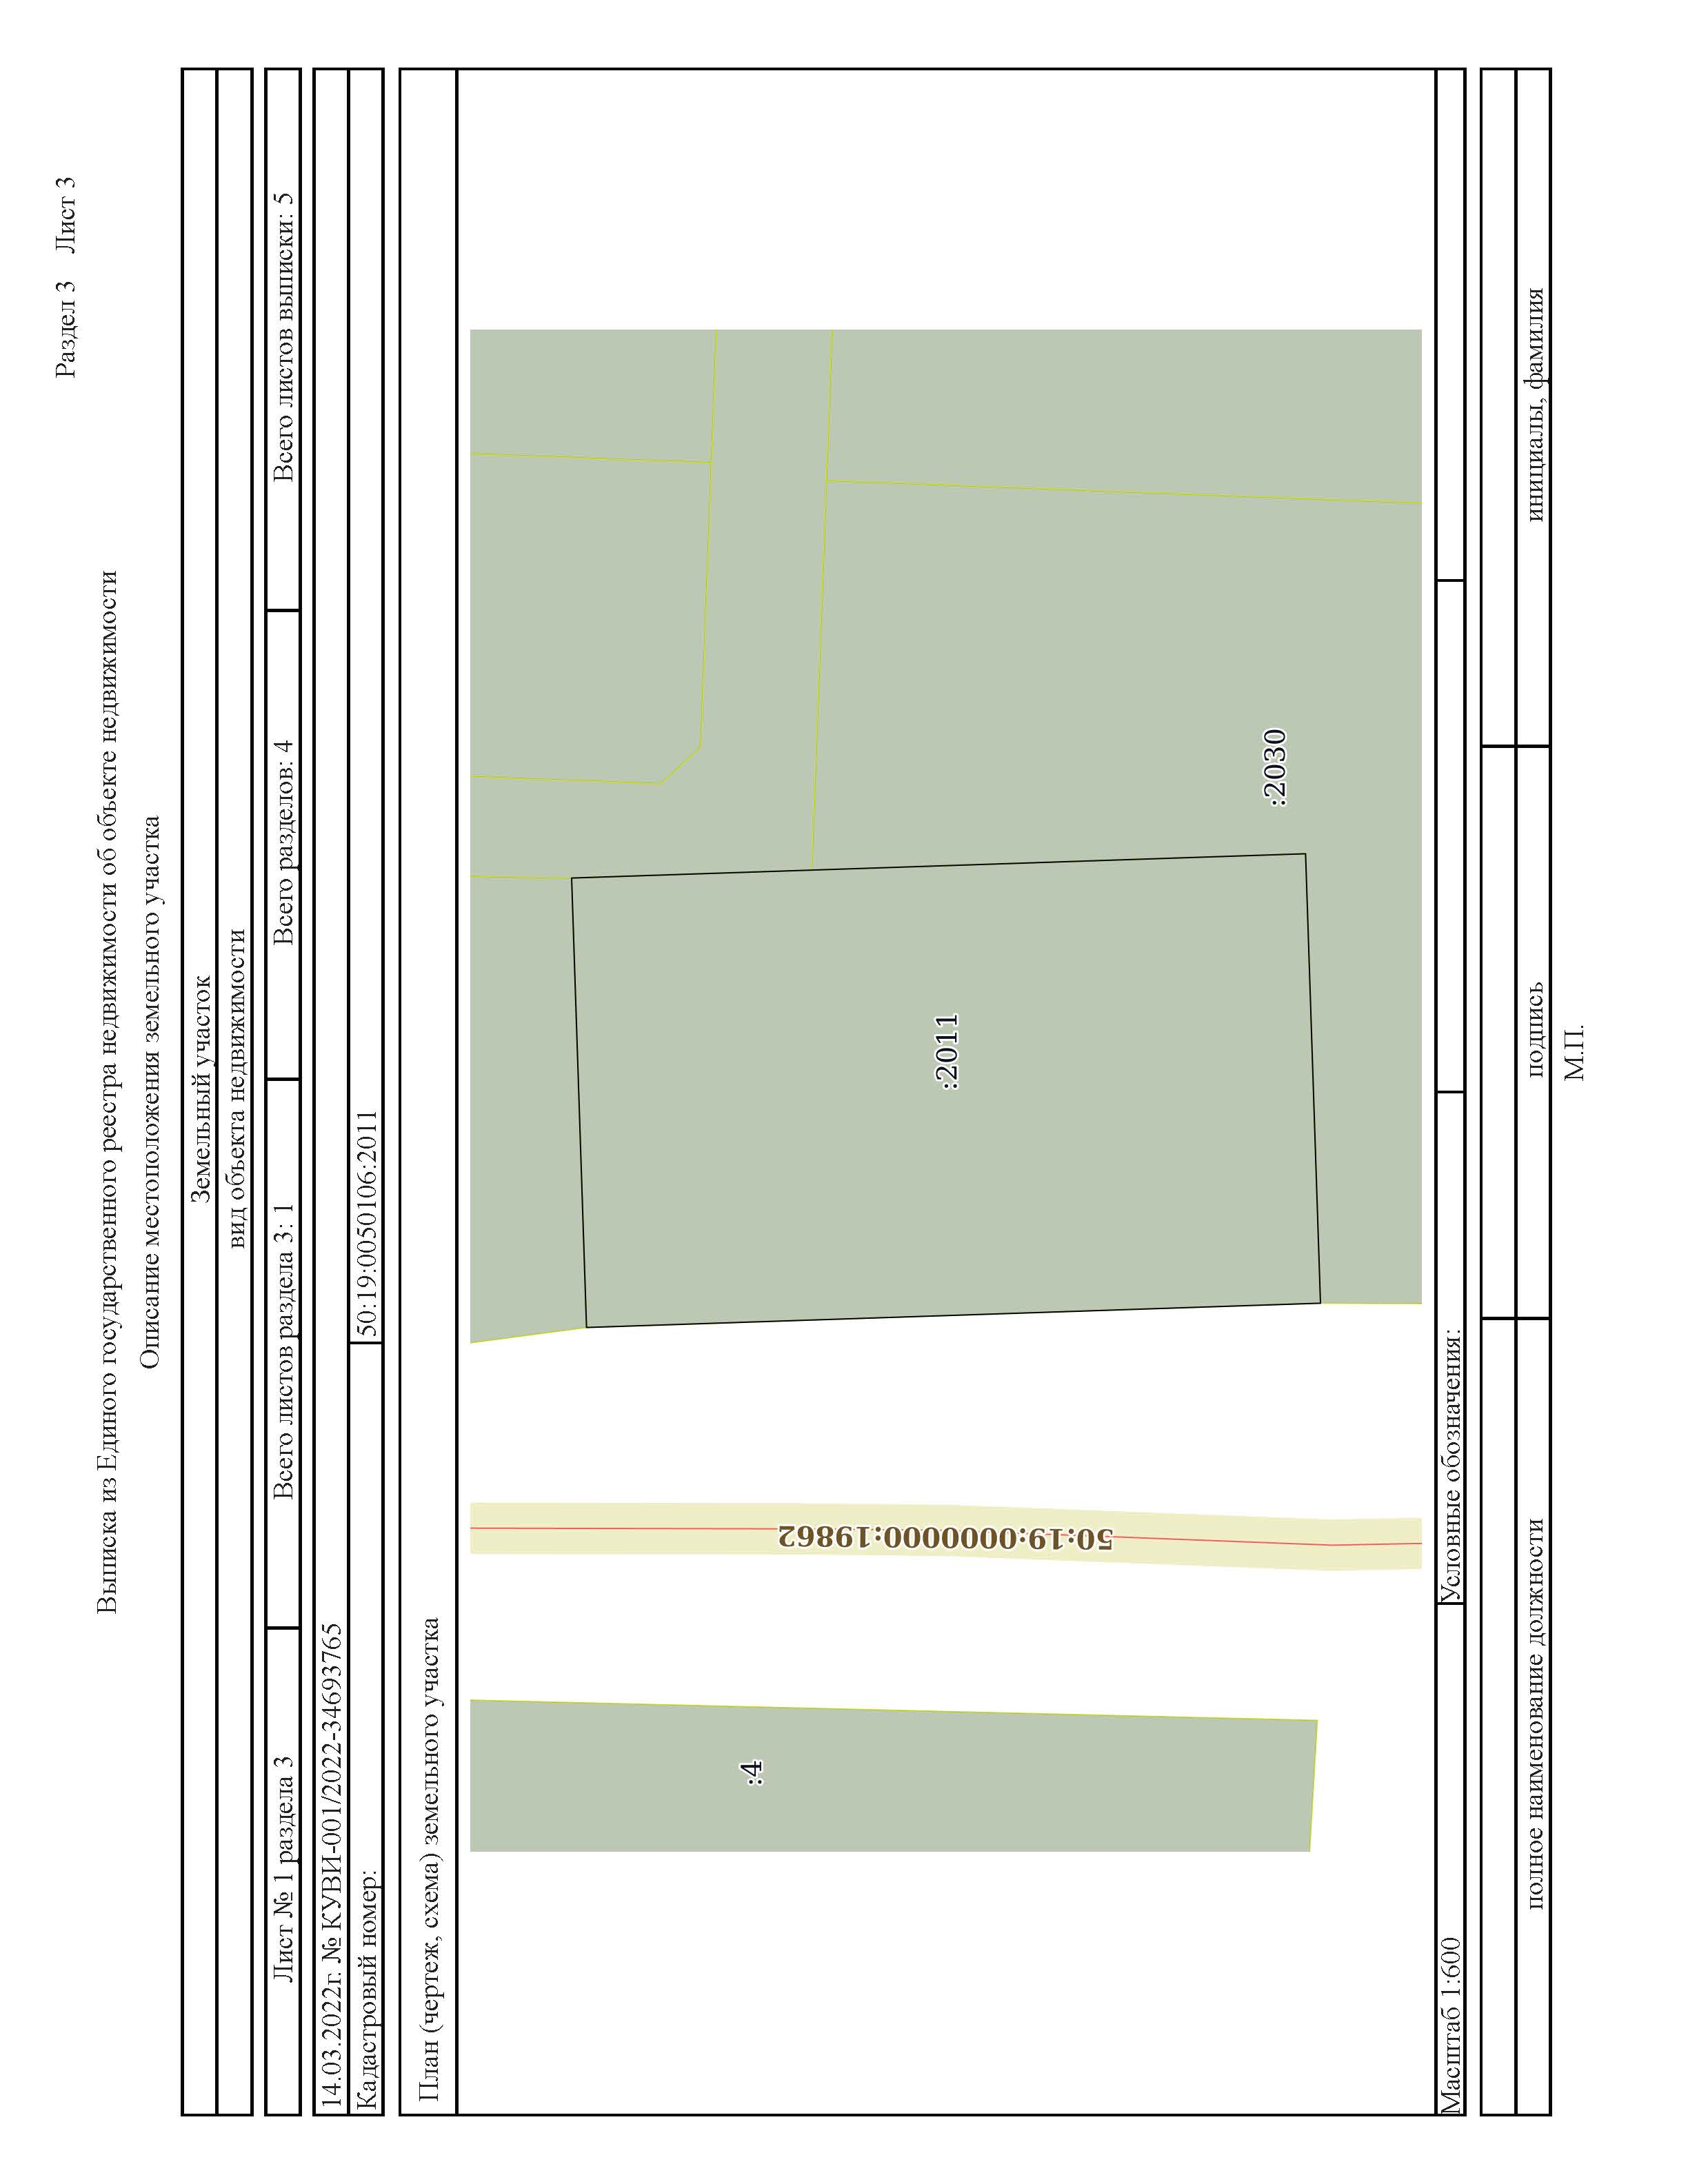 Раздел 3 Лист 3
Выписка из Единого государственного реестра недвижимости об объекте недвижимости
Описание местоположения земельного участка
Земельный участок
вид объекта недвижимости
Лист № 1 раздела 3 Всего листов раздела 3: 1 Всего разделов: 4 Всего листов выписки: 5
14.03.2022г. № КУВИ-001/2022-34693765
Кадастровый номер: 50:19:0050106:2011
План (чертеж, схема) земельного участка
:4
50:19:0000000:19862
:2011
:2030
Масштаб 1:600 Условные обозначения:
полное наименование должности подпись инициалы, фамилия
М.П.